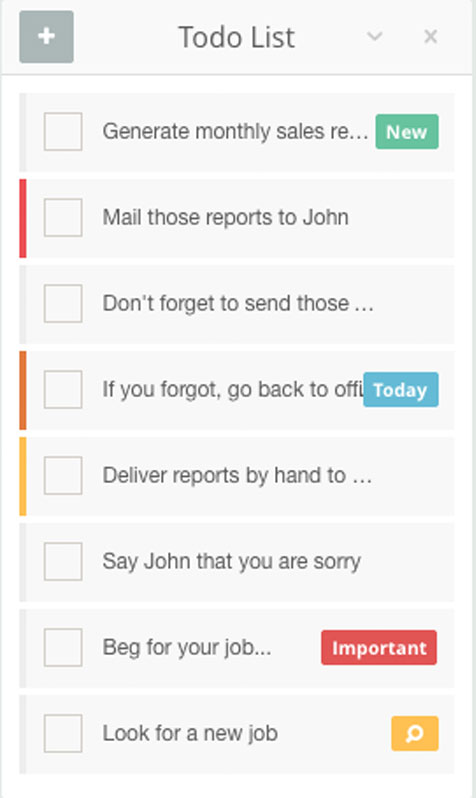 Todo List
Generate monthly sales re... New
Mail those reports to John
Don't forget to send those ...
If you forgot, go back to offi Today
Deliver reports by hand to ...
Say John that you are sorry
Beg for your job... Important
Look for a new job